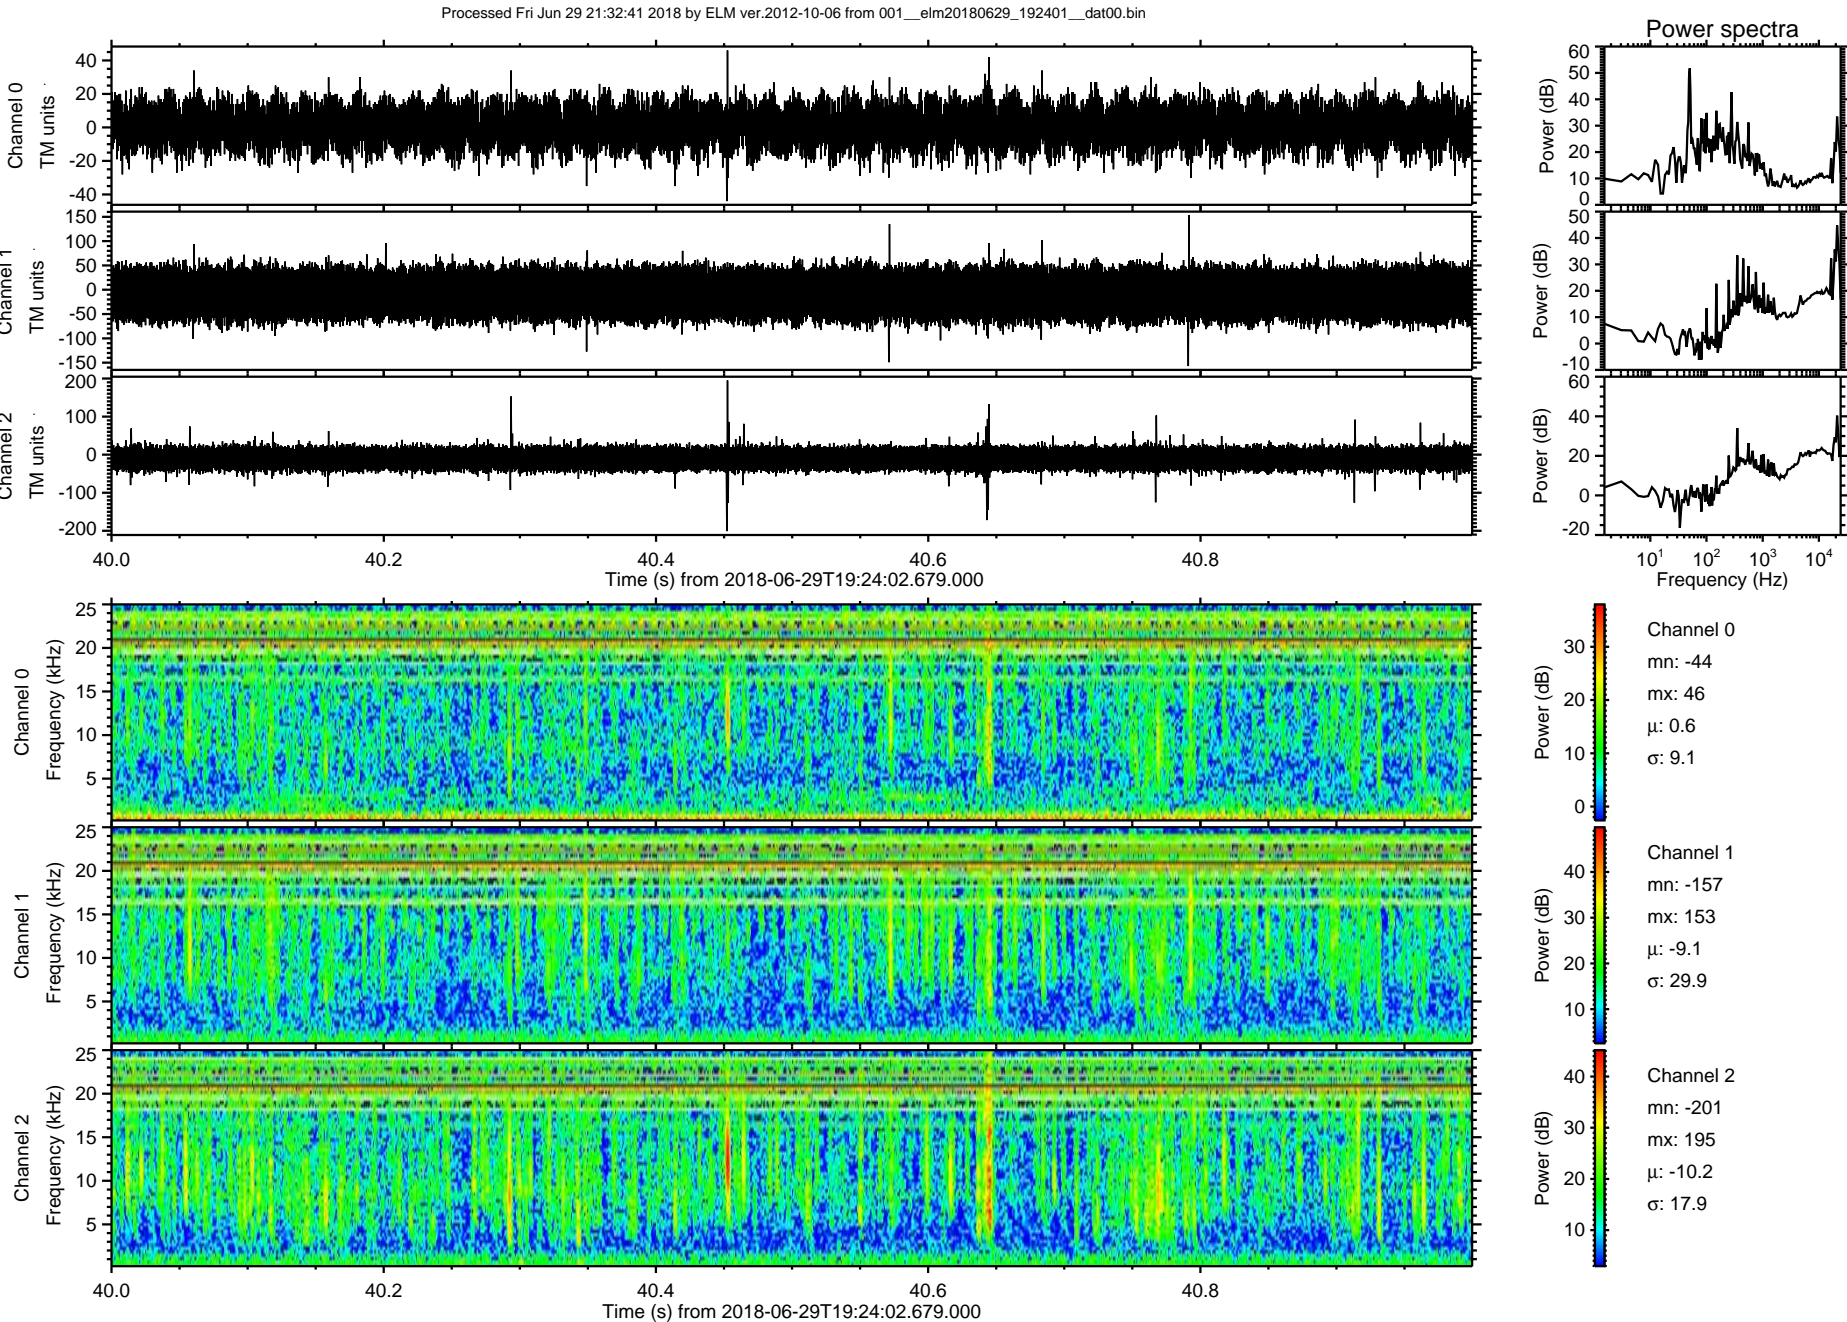 Processed Fri Jun 29 21:32:41 2018 by ELM ver.2012-10-06 from 001__elm20180629_192401__dat00.bin
Power spectra
Channel 0
TM units
40
20
0
-20
-40
Power (dB)
60
50
40
30
20
10
0
Channel 1
TM units
150
100
50
0
-50
-100
-150
Power (dB)
50
40
30
20
10
0
-10
Channel 2
TM units
200
100
0
-100
-200
Power (dB)
60
40
20
0
-20
40.0 40.2 40.4 40.6 40.8
Time (s) from 2018-06-29T19:24:02.679.000
10¹ 10² 10³ 10⁴
Frequency (Hz)
Channel 0
Frequency (kHz)
25
20
15
10
5
Power (dB)
30
20
10
0
Channel 0
mn: -44
mx: 46
μ: 0.6
σ: 9.1
Channel 1
Frequency (kHz)
25
20
15
10
5
Power (dB)
40
30
20
10
Channel 1
mn: -157
mx: 153
μ: -9.1
σ: 29.9
Channel 2
Frequency (kHz)
25
20
15
10
5
Power (dB)
40
30
20
10
Channel 2
mn: -201
mx: 195
μ: -10.2
σ: 17.9
40.0 40.2 40.4 40.6 40.8
Time (s) from 2018-06-29T19:24:02.679.000